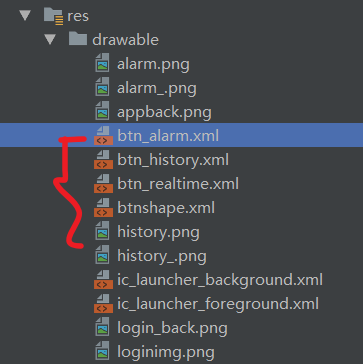 res
drawable
alarm.png
alarm_.png
appback.png
btn_alarm.xml
btn_history.xml
btn_realtime.xml
btnshape.xml
history.png
history_.png
ic_launcher_background.xml
ic_launcher_foreground.xml
login_back.png
loginimg.png